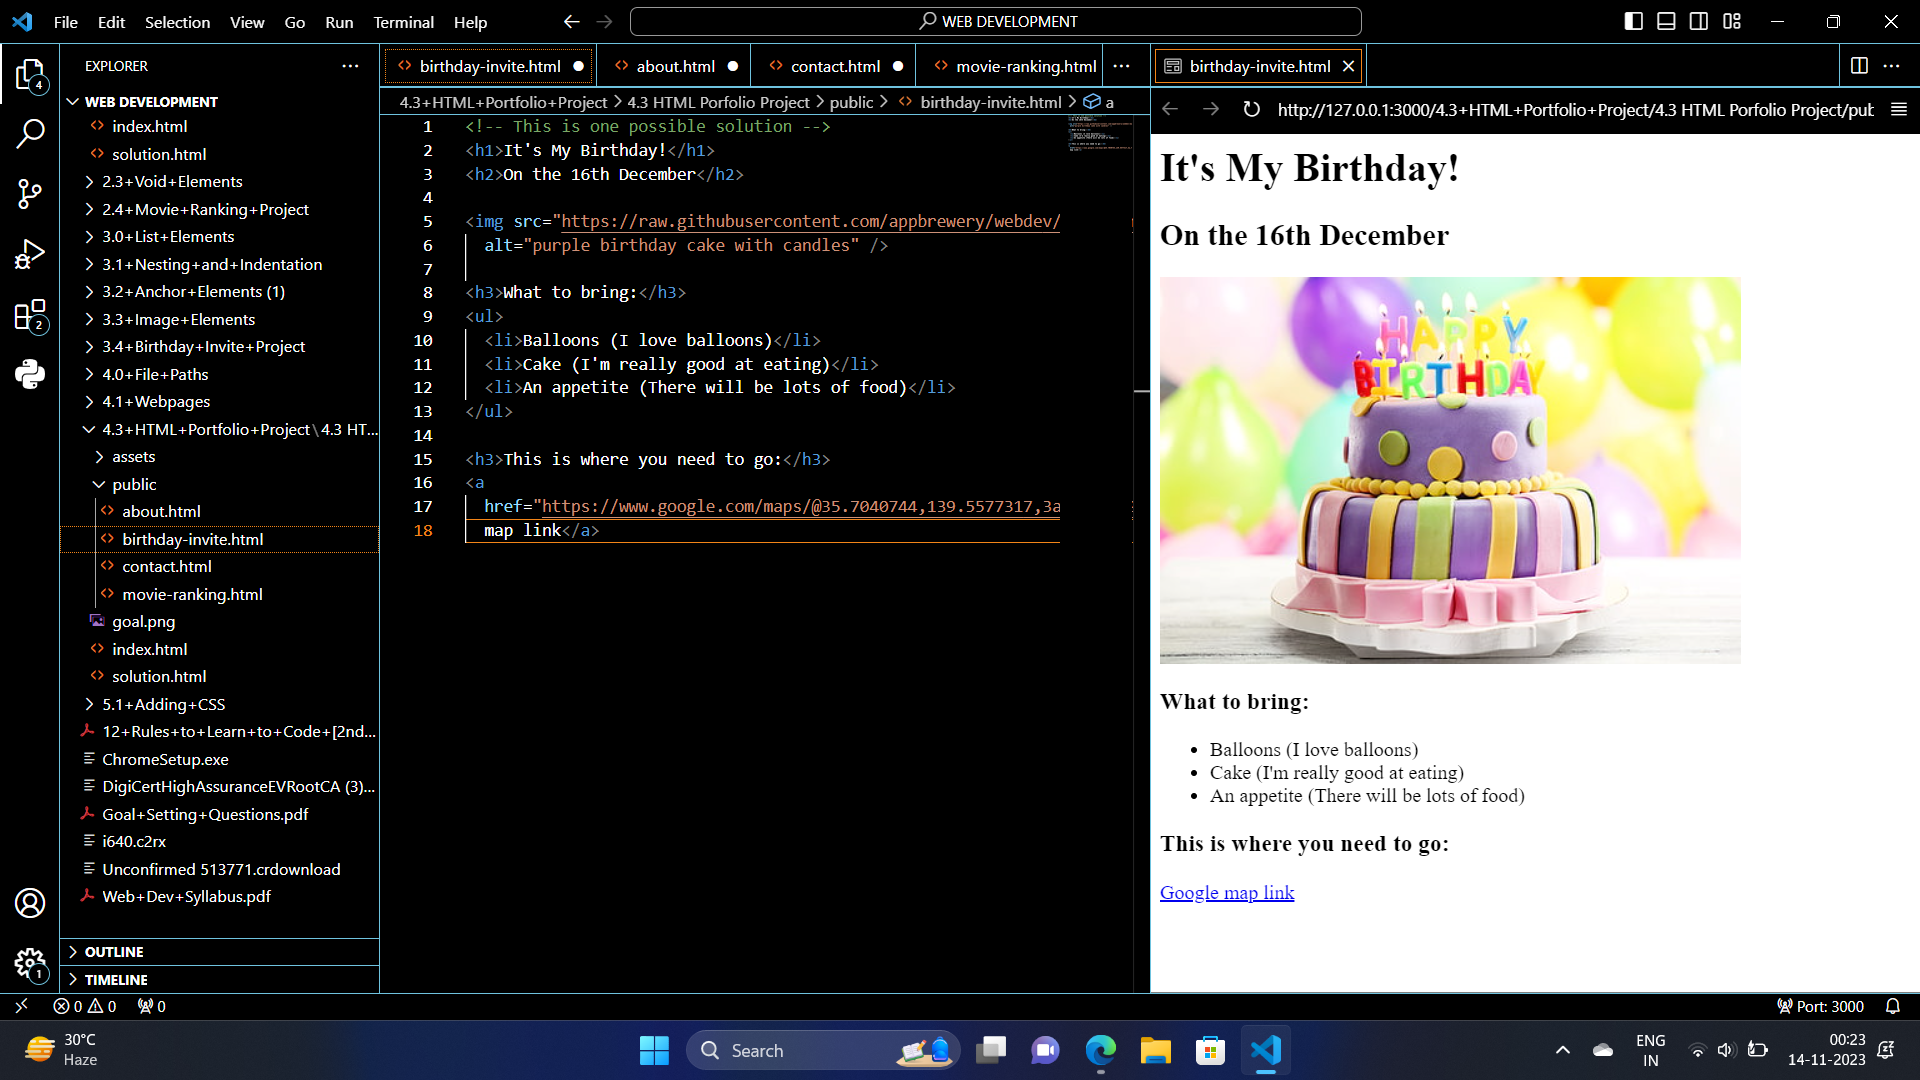 File Edit Selection View Go Run Terminal Help
WEB DEVELOPMENT
EXPLORER
WEB DEVELOPMENT
index.html
solution.html
2.3+Void+Elements
2.4+Movie+Ranking+Project
3.0+List+Elements
3.1+Nesting+and+Indentation
3.2+Anchor+Elements (1)
3.3+Image+Elements
3.4+Birthday+Invite+Project
4.0+File+Paths
4.1+Webpages
4.3+HTML+Portfolio+Project\4.3 HT...
assets
public
about.html
birthday-invite.html
contact.html
movie-ranking.html
goal.png
index.html
solution.html
5.1+Adding+CSS
12+Rules+to+Learn+to+Code+[2nd...
ChromeSetup.exe
DigiCertHighAssuranceEVRootCA (3)...
Goal+Setting+Questions.pdf
i640.c2rx
Unconfirmed 513771.crdownload
Web+Dev+Syllabus.pdf
OUTLINE
TIMELINE
4
2
1
birthday-invite.html about.html contact.html movie-ranking.html
4.3+HTML+Portfolio+Project > 4.3 HTML Porfolio Project > public > birthday-invite.html > a
1 <!-- This is one possible solution -->
2 <h1>It's My Birthday!</h1>
3 <h2>On the 16th December</h2>
4
5 <img src="https://raw.githubusercontent.com/appbrewery/webdev/
6 alt="purple birthday cake with candles" />
7
8 <h3>What to bring:</h3>
9 <ul>
10 <li>Balloons (I love balloons)</li>
11 <li>Cake (I'm really good at eating)</li>
12 <li>An appetite (There will be lots of food)</li>
13 </ul>
14
15 <h3>This is where you need to go:</h3>
16 <a
17 href="https://www.google.com/maps/@35.7040744,139.5577317,3a
18 map link</a>
birthday-invite.html
http://127.0.0.1:3000/4.3+HTML+Portfolio+Project/4.3 HTML Porfolio Project/pub
It's My Birthday!
On the 16th December
HAPPY
BIRTHDAY
What to bring:
• Balloons (I love balloons)
• Cake (I'm really good at eating)
• An appetite (There will be lots of food)
This is where you need to go:
Google map link
0 0 0
Port: 3000
30°C
Haze
Search
ENG
IN
00:23
14-11-2023